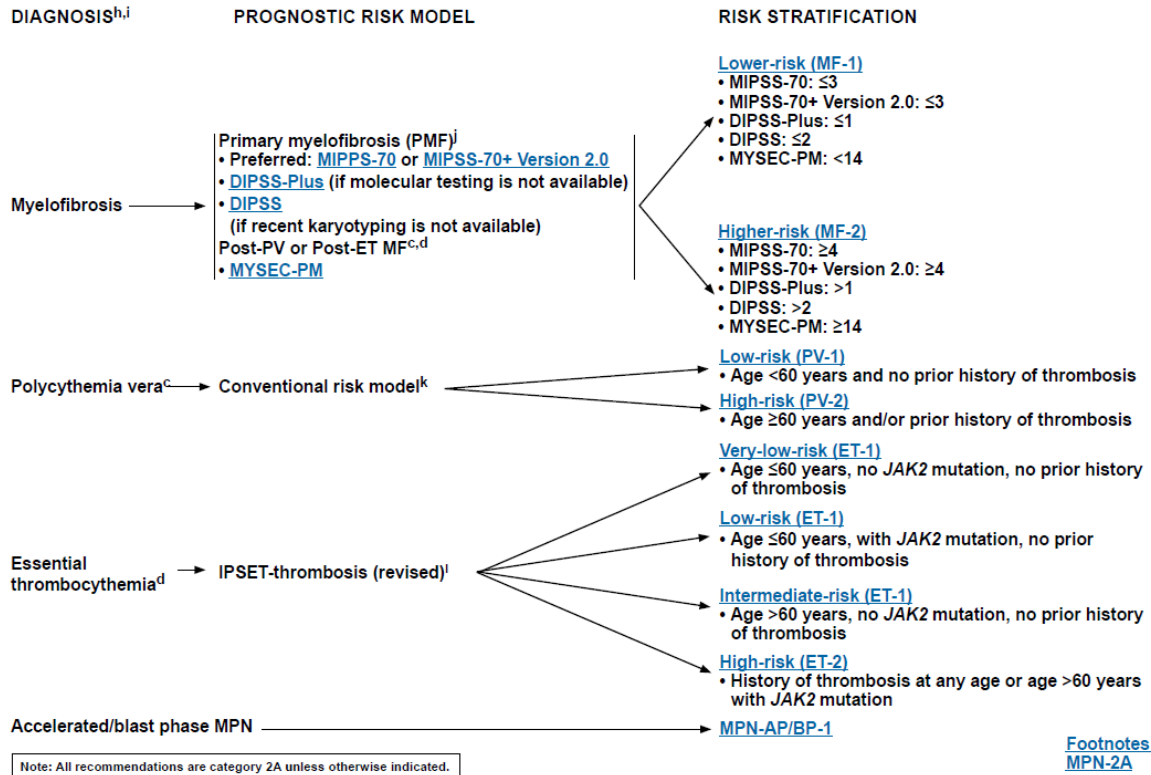 DIAGNOSISh,i PROGNOSTIC RISK MODEL RISK STRATIFICATION
Lower-risk (MF-1)
• MIPSS-70: ≤3
• MIPSS-70+ Version 2.0: ≤3
• DIPSS-Plus: ≤1
• DIPSS: ≤2
• MYSEC-PM: <14
Primary myelofibrosis (PMF)j
• Preferred: MIPPS-70 or MIPSS-70+ Version 2.0
• DIPSS-Plus (if molecular testing is not available)
• DIPSS
(if recent karyotyping is not available)
Post-PV or Post-ET MFc,d
• MYSEC-PM
Myelofibrosis
Higher-risk (MF-2)
• MIPSS-70: ≥4
• MIPSS-70+ Version 2.0: ≥4
• DIPSS-Plus: >1
• DIPSS: >2
• MYSEC-PM: ≥14
Polycythemia verac
Conventional risk modelk
Low-risk (PV-1)
• Age <60 years and no prior history of thrombosis
High-risk (PV-2)
• Age ≥60 years and/or prior history of thrombosis
Essential
thrombocythemiad
IPSET-thrombosis (revised)l
Very-low-risk (ET-1)
• Age ≤60 years, no JAK2 mutation, no prior history
of thrombosis
Low-risk (ET-1)
• Age ≤60 years, with JAK2 mutation, no prior
history of thrombosis
Intermediate-risk (ET-1)
• Age >60 years, no JAK2 mutation, no prior history
of thrombosis
High-risk (ET-2)
• History of thrombosis at any age or age >60 years
with JAK2 mutation
Accelerated/blast phase MPN
MPN-AP/BP-1
Note: All recommendations are category 2A unless otherwise indicated.
Footnotes
MPN-2A